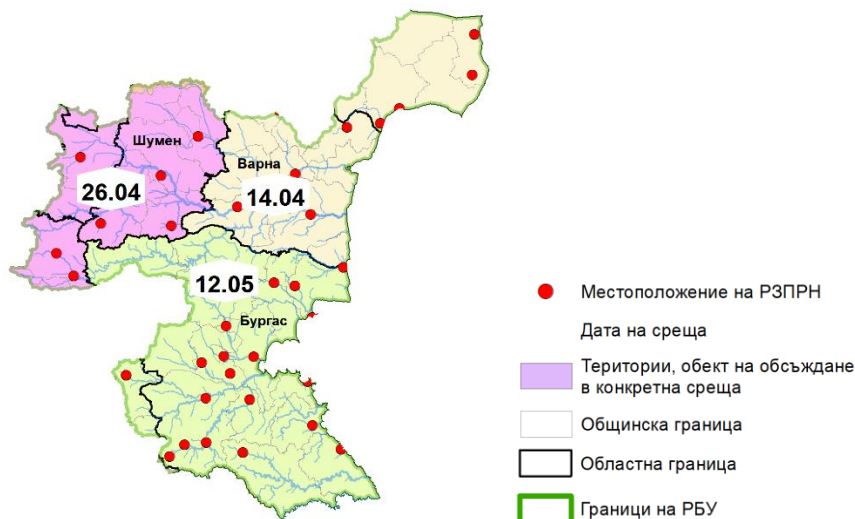 Шумен
26.04
Варна
14.04
12.05
Бургас
Местоположение на РЗПРН
Дата на среща
Територии, обект на обсъждане
в конкретна среща
Общинска граница
Областна граница
Граници на РБУ